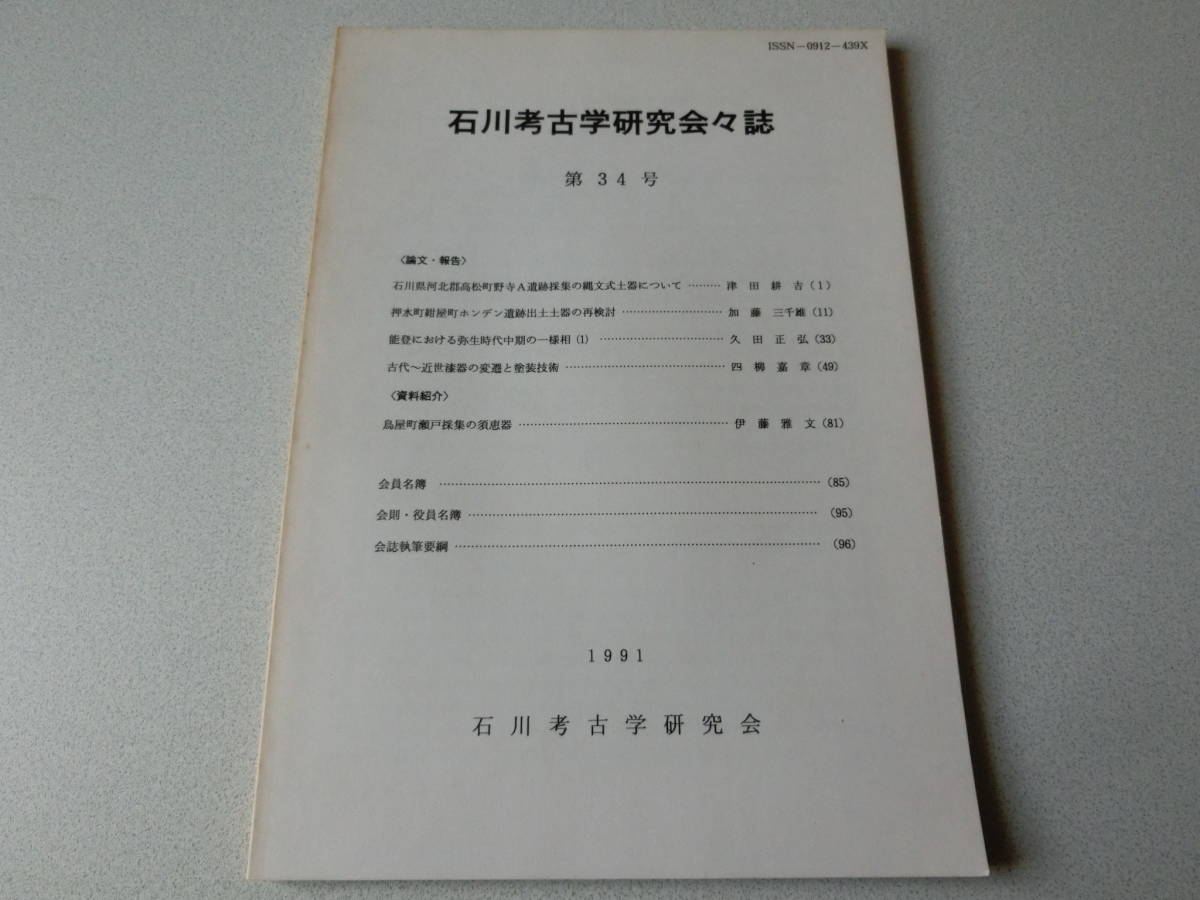 ISSN－0912－439X
石川考古学研究会々誌
第 34 号
〈論文・報告〉
石川県河北郡高松町野寺A遺跡採集の縄文式土器について ……… 津 田 耕 吉 (1)
押水町紺屋町ホンデン遺跡出土土器の再検討 ……………………… 加 藤 三千雄 (11)
能登における弥生時代中期の一様相 (1) ……………………………… 久 田 正 弘 (33)
古代～近世漆器の変遷と塗装技術 …………………………………… 四 柳 嘉 章 (49)
〈資料紹介〉
鳥屋町瀬戸採集の須恵器 ……………………………………………… 伊 藤 雅 文 (81)
会員名簿 ……………………………………………………………………………… (85)
会則・役員名簿 ……………………………………………………………………… (95)
会誌執筆要綱 ………………………………………………………………………… (96)
1991
石川考古学研究会